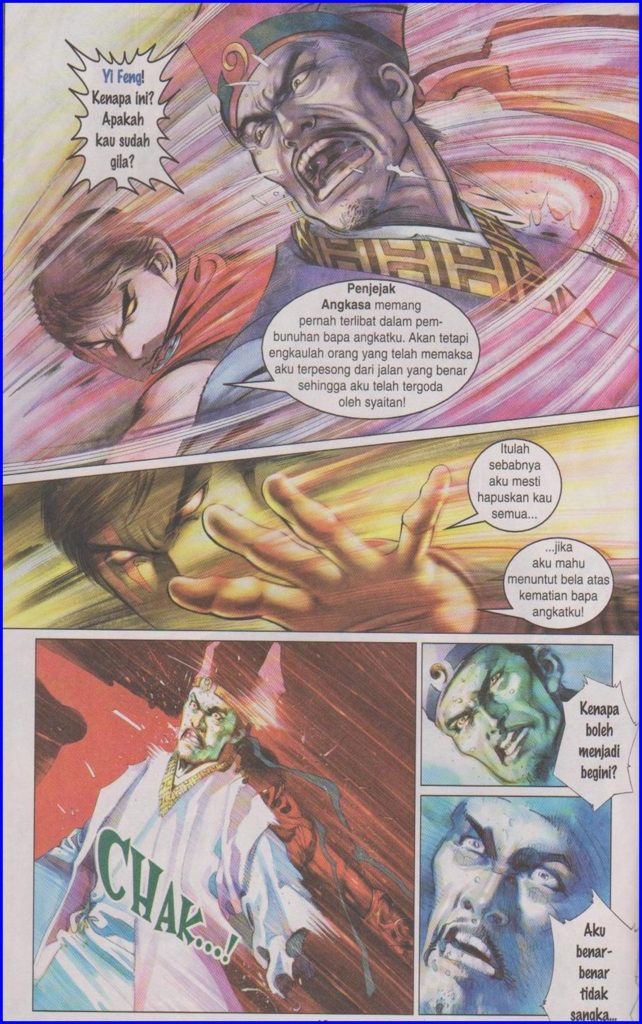 Yi Feng!
Kenapa ini?
Apakah
kau sudah
gila?
Penjejak
Angkasa memang
pernah terlibat dalam pem-
bunuhan bapa angkatku. Akan tetapi
engkaulah orang yang telah memaksa
aku terpesong dari jalan yang benar
sehingga aku telah tergoda
oleh syaitan!
Itulah
sebabnya
aku mesti
hapuskan kau
semua...
...jika
aku mahu
menuntut bela atas
kematian bapa
angkatku!
CHAK...!
Kenapa
boleh
menjadi
begini?
Aku
benar-
benar
tidak
sangka...